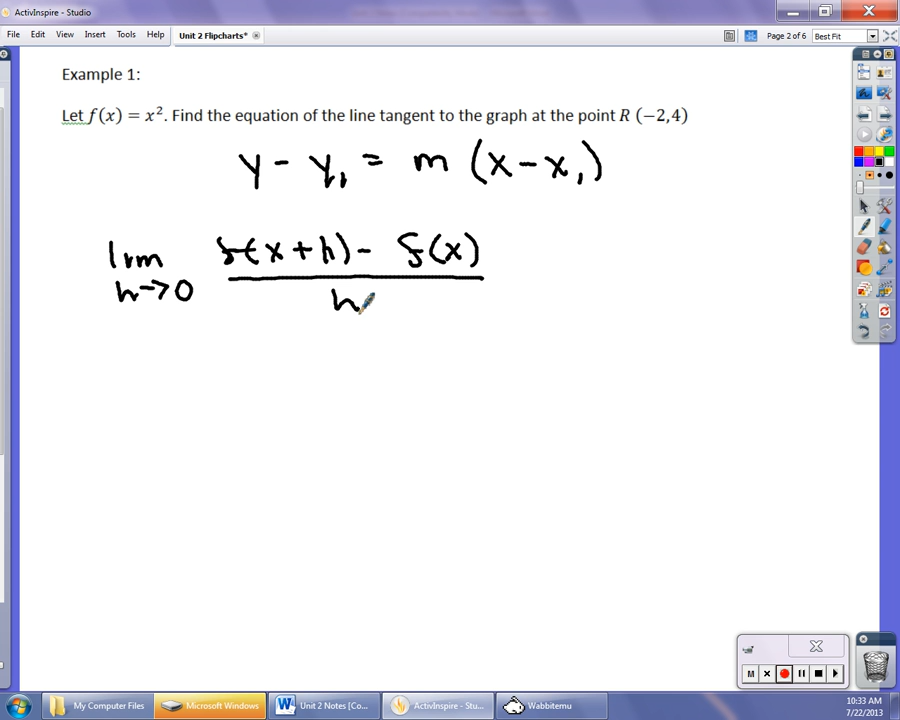 ActivInspire - Studio
File Edit View Insert Tools Help Unit 2 Flipcharts* Page 2 of 6 Best Fit
Example 1:
Let f(x) = x². Find the equation of the line tangent to the graph at the point R (−2,4)
y - y₁ = m (x - x₁)
lim f(x+h) - f(x)
h→0 h
M
My Computer Files Microsoft Windows Unit 2 Notes [Co... ActivInspire - Stu... Wabbitemu 10:33 AM
7/22/2013